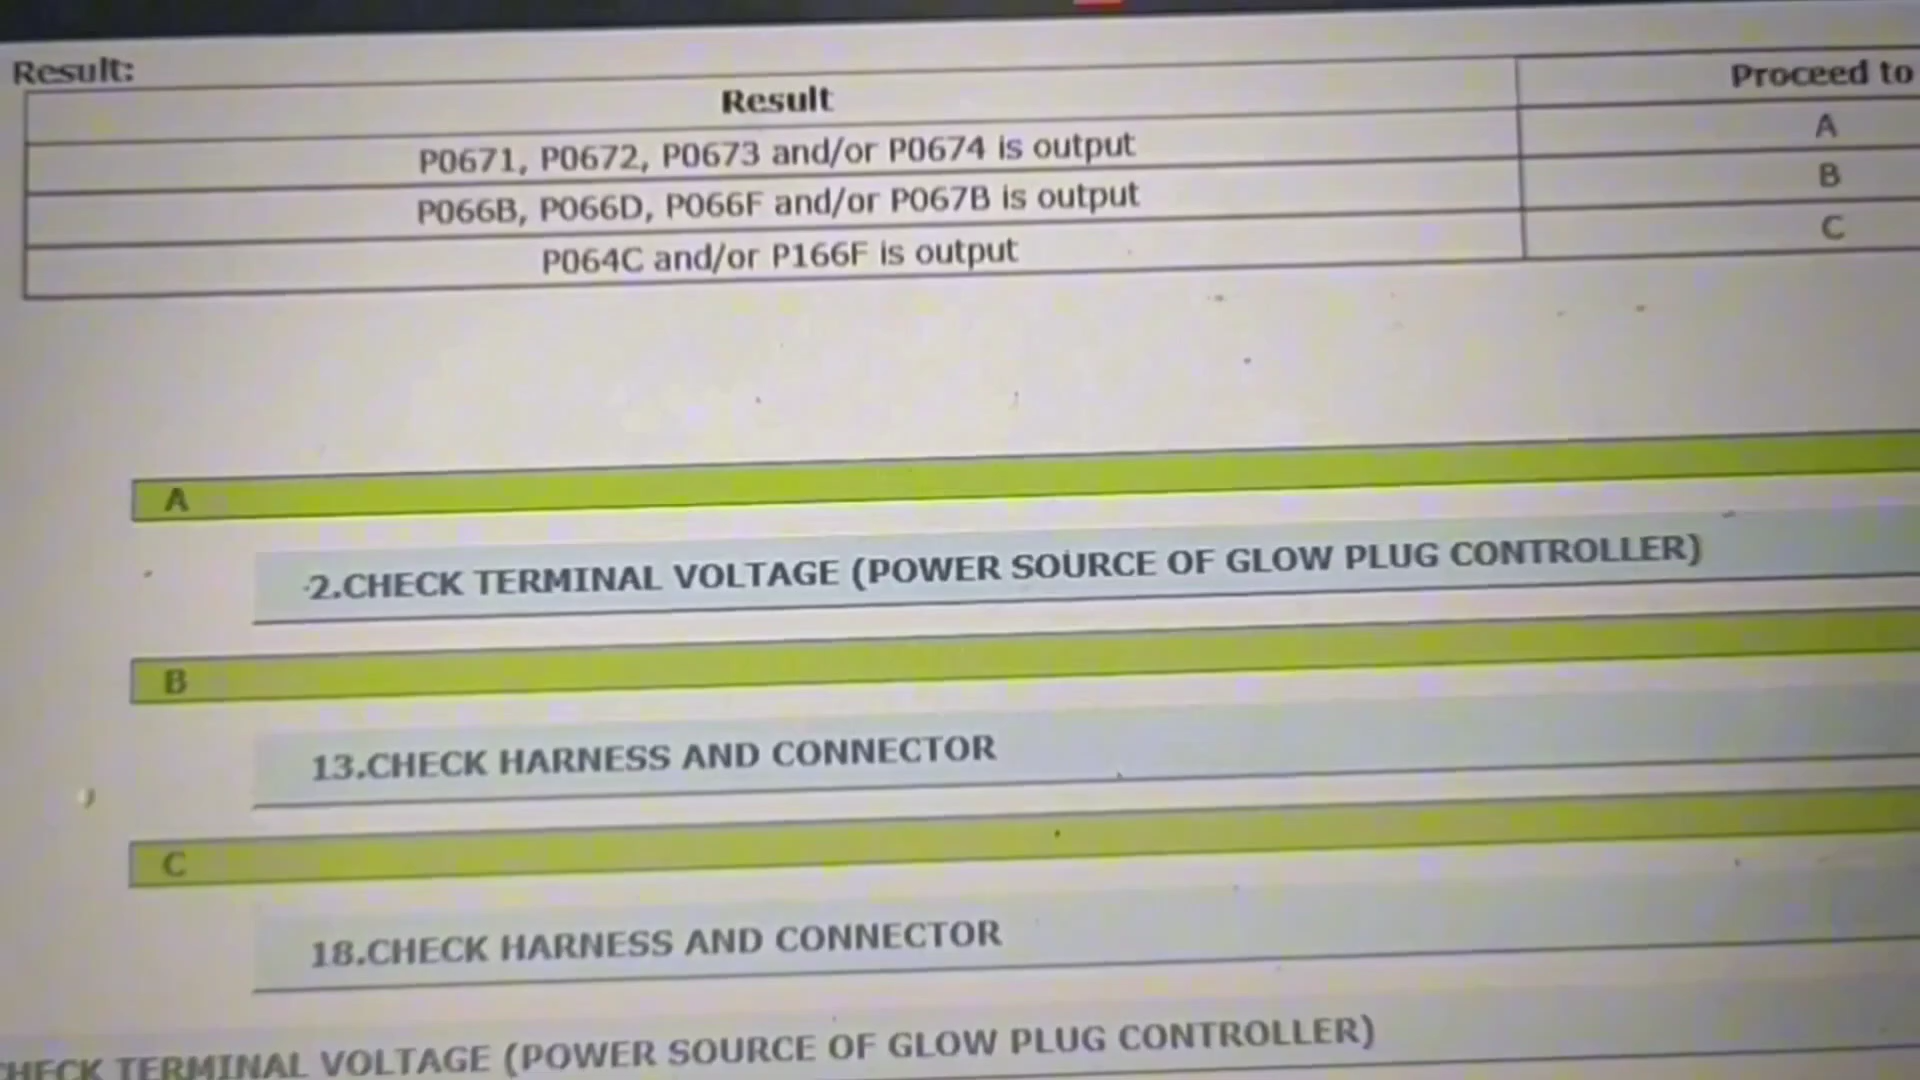 Result:
Result Proceed to
P0671, P0672, P0673 and/or P0674 is output A
P066B, P066D, P066F and/or P067B is output B
P064C and/or P166F is output C
A
2.CHECK TERMINAL VOLTAGE (POWER SOURCE OF GLOW PLUG CONTROLLER)
B
13.CHECK HARNESS AND CONNECTOR
C
18.CHECK HARNESS AND CONNECTOR
CHECK TERMINAL VOLTAGE (POWER SOURCE OF GLOW PLUG CONTROLLER)